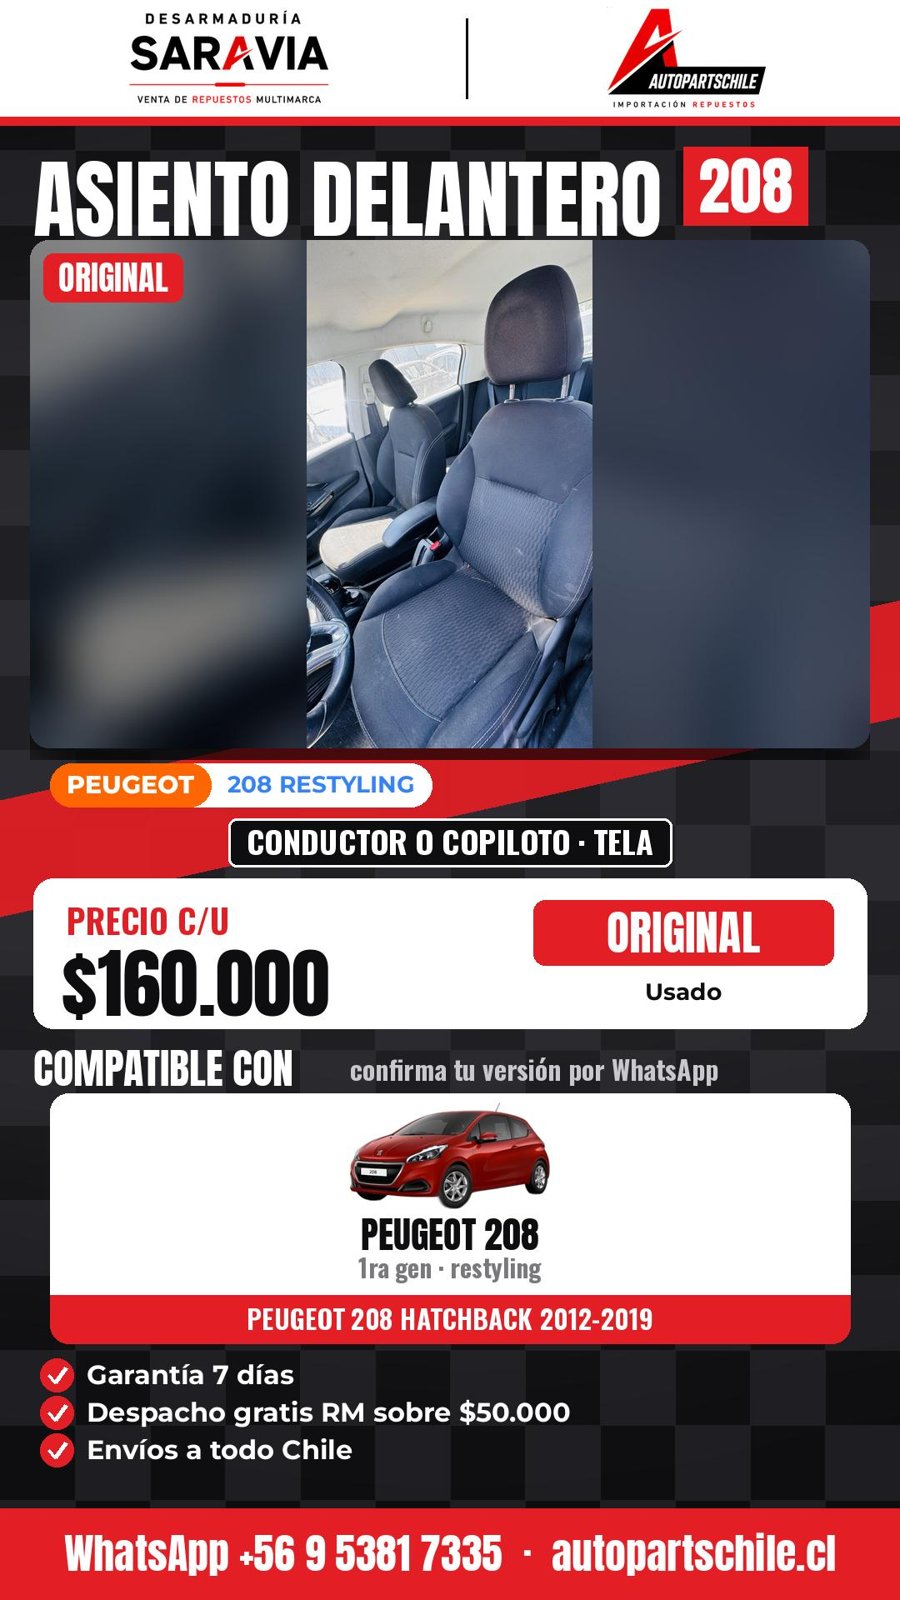 DESARMADURÍA
SARAVIA
VENTA DE REPUESTOS MULTIMARCA
AUTOPARTSCHILE
IMPORTACIÓN REPUESTOS
ASIENTO DELANTERO 208
ORIGINAL
PEUGEOT 208 RESTYLING
CONDUCTOR O COPILOTO · TELA
PRECIO C/U
$160.000
ORIGINAL
Usado
COMPATIBLE CON confirma tu versión por WhatsApp
208
PEUGEOT 208
1ra gen · restyling
PEUGEOT 208 HATCHBACK 2012-2019
Garantía 7 días
Despacho gratis RM sobre $50.000
Envíos a todo Chile
WhatsApp +56 9 5381 7335 · autopartschile.cl